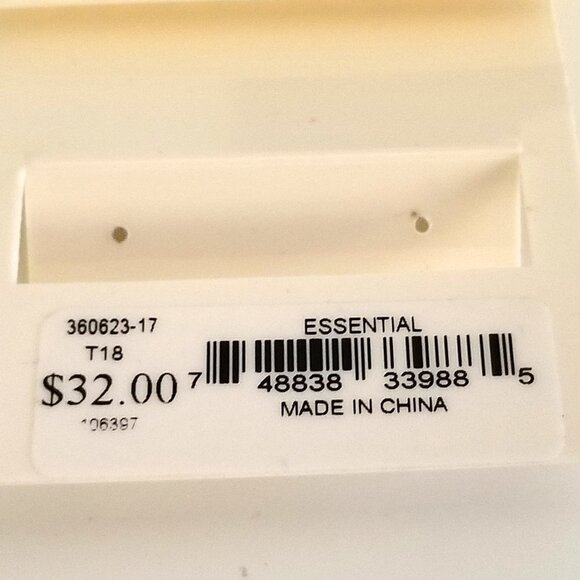 360623-17
T18
$32.00
106397
ESSENTIAL
7 48838 33988 5
MADE IN CHINA